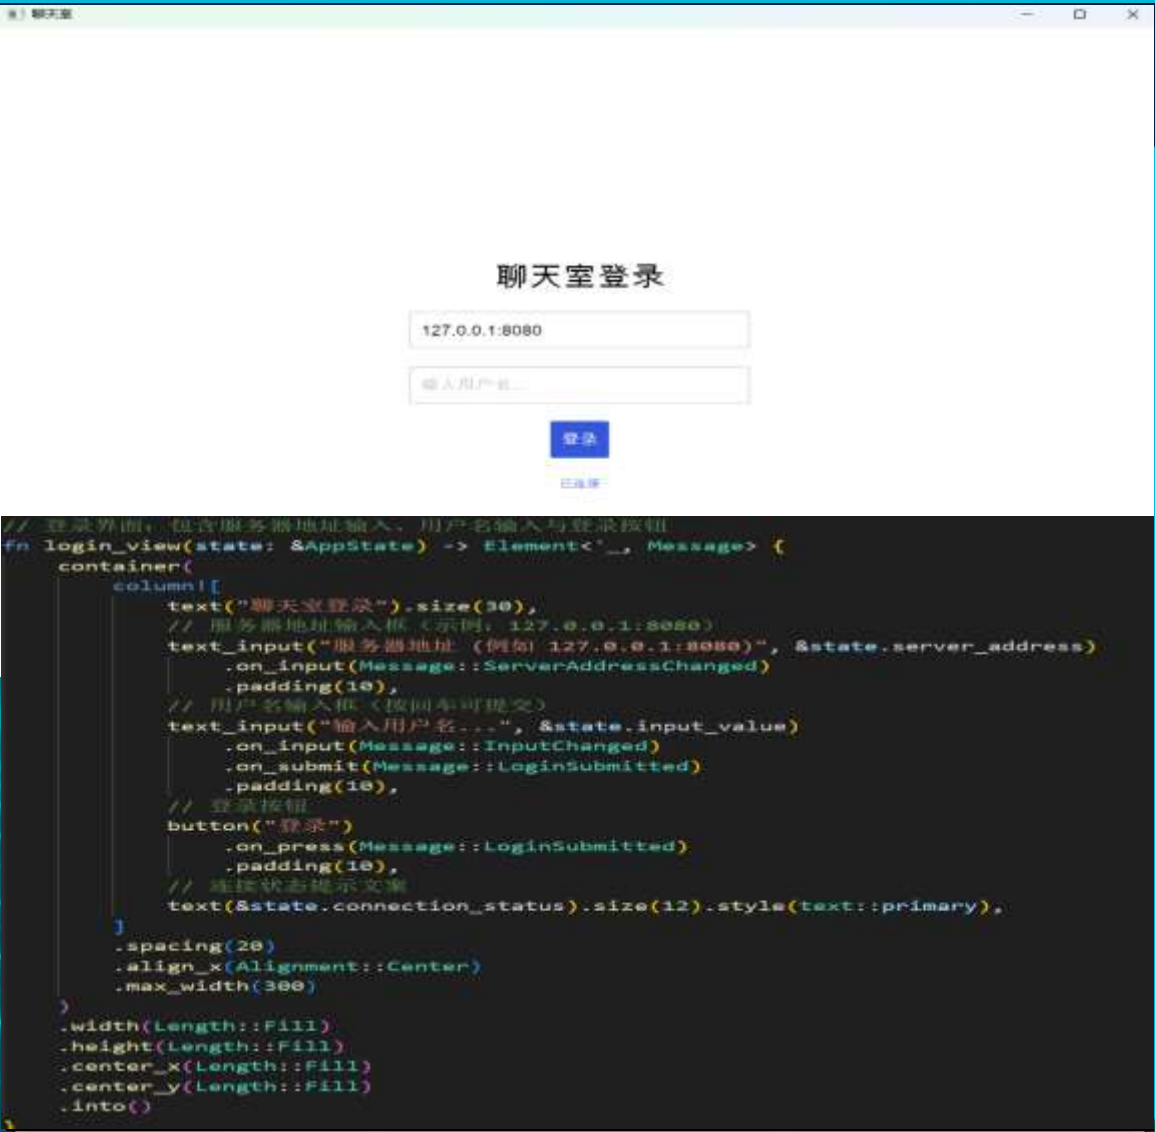 聊天室
聊天室登录
127.0.0.1:8080
输入用户名...
登录
已连接
// 登录界面：包含服务器地址输入、用户名输入与登录按钮
fn login_view(state: &AppState) -> Element<'_, Message> {
container(
column![
text("聊天室登录").size(30),
// 服务器地址输入框（示例：127.0.0.1:8080）
text_input("服务器地址 (例如 127.0.0.1:8080)", &state.server_address)
.on_input(Message::ServerAddressChanged)
.padding(10),
// 用户名输入框（按回车可提交）
text_input("输入用户名...", &state.input_value)
.on_input(Message::InputChanged)
.on_submit(Message::LoginSubmitted)
.padding(10),
// 登录按钮
button("登录")
.on_press(Message::LoginSubmitted)
.padding(10),
// 连接状态提示文案
text(&state.connection_status).size(12).style(text::primary),
]
.spacing(20)
.align_x(Alignment::Center)
.max_width(300)
)
.width(Length::Fill)
.height(Length::Fill)
.center_x(Length::Fill)
.center_y(Length::Fill)
.into()
}